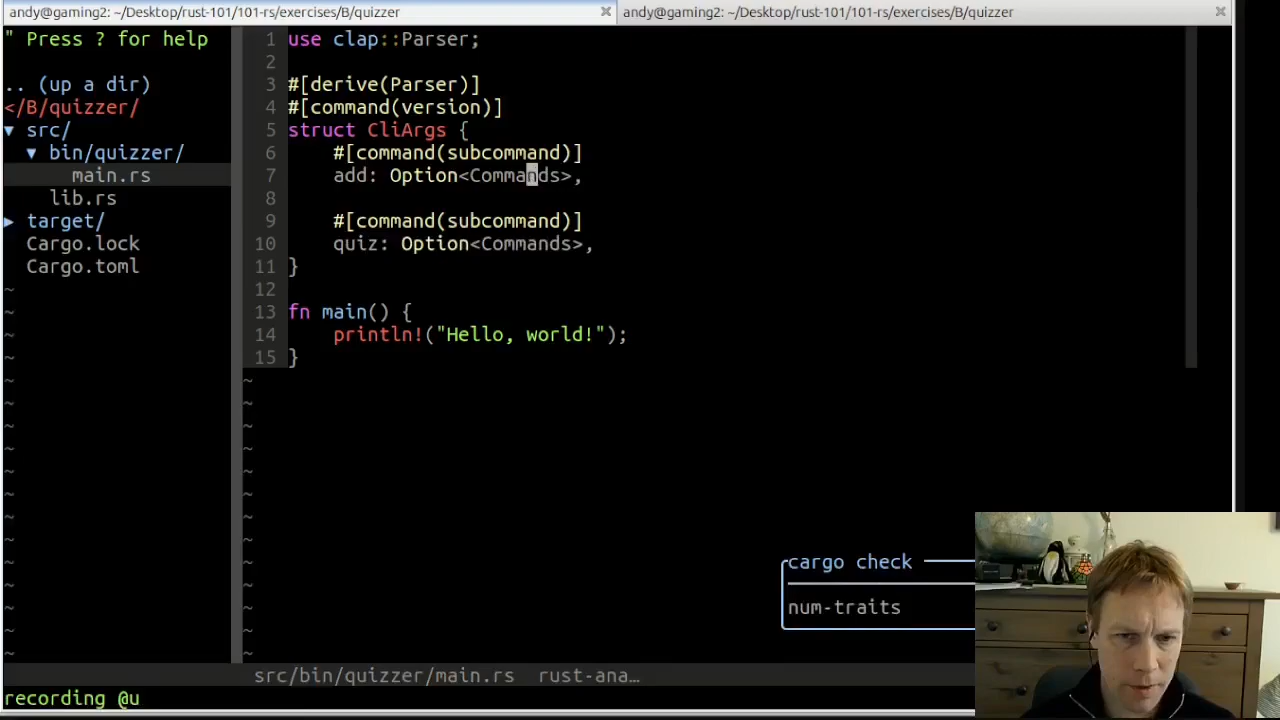 andy@gaming2: ~/Desktop/rust-101/101-rs/exercises/B/quizzer
andy@gaming2: ~/Desktop/rust-101/101-rs/exercises/B/quizzer
" Press ? for help
.. (up a dir)
</B/quizzer/
▼ src/
▼ bin/quizzer/
main.rs
lib.rs
▶ target/
Cargo.lock
Cargo.toml
1 use clap::Parser;
2
3 #[derive(Parser)]
4 #[command(version)]
5 struct CliArgs {
6 #[command(subcommand)]
7 add: Option<Commands>,
8
9 #[command(subcommand)]
10 quiz: Option<Commands>,
11 }
12
13 fn main() {
14 println!("Hello, world!");
15 }
cargo check
num-traits
src/bin/quizzer/main.rs rust-ana…
recording @u